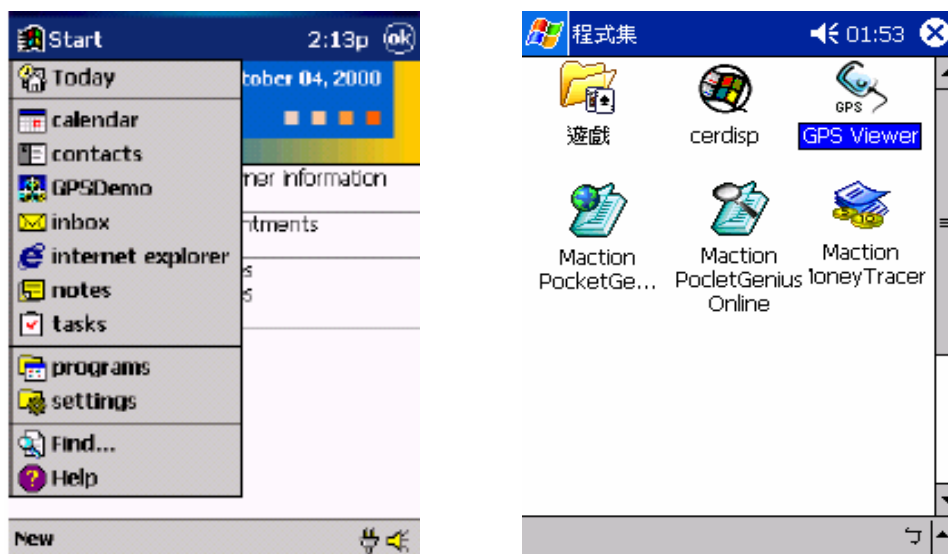 Start 2:13p ok
Today
tober 04, 2000
calendar
contacts
ner information
GPSDemo
inbox
ntments
internet explorer
notes
tasks
programs
settings
Find...
Help
New
程式集 01:53
遊戲
cerdisp
GPS
GPS Viewer
Maction PocketGe...
Maction PocletGenius Online
Maction MoneyTracer
ㄅ